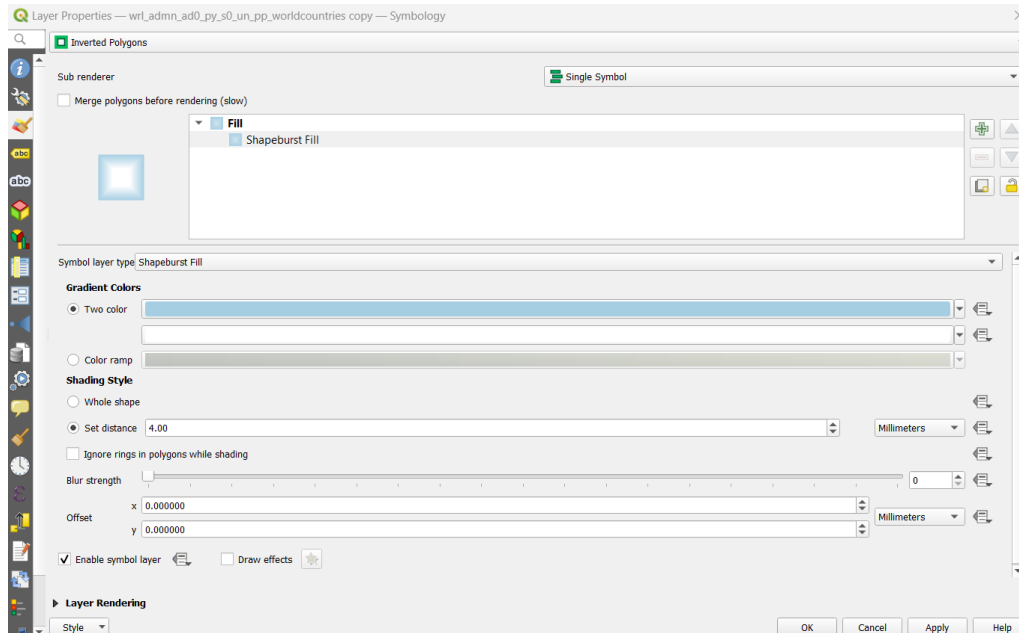 Layer Properties — wrl_admn_ad0_py_s0_un_pp_worldcountries copy — Symbology
Inverted Polygons
Sub renderer
Single Symbol
Merge polygons before rendering (slow)
Fill
Shapeburst Fill
Symbol layer type Shapeburst Fill
Gradient Colors
Two color
Color ramp
Shading Style
Whole shape
Set distance 4.00 Millimeters
Ignore rings in polygons while shading
Blur strength 0
x 0.000000
Offset Millimeters
y 0.000000
Enable symbol layer Draw effects
Layer Rendering
Style OK Cancel Apply Help
abc
abc